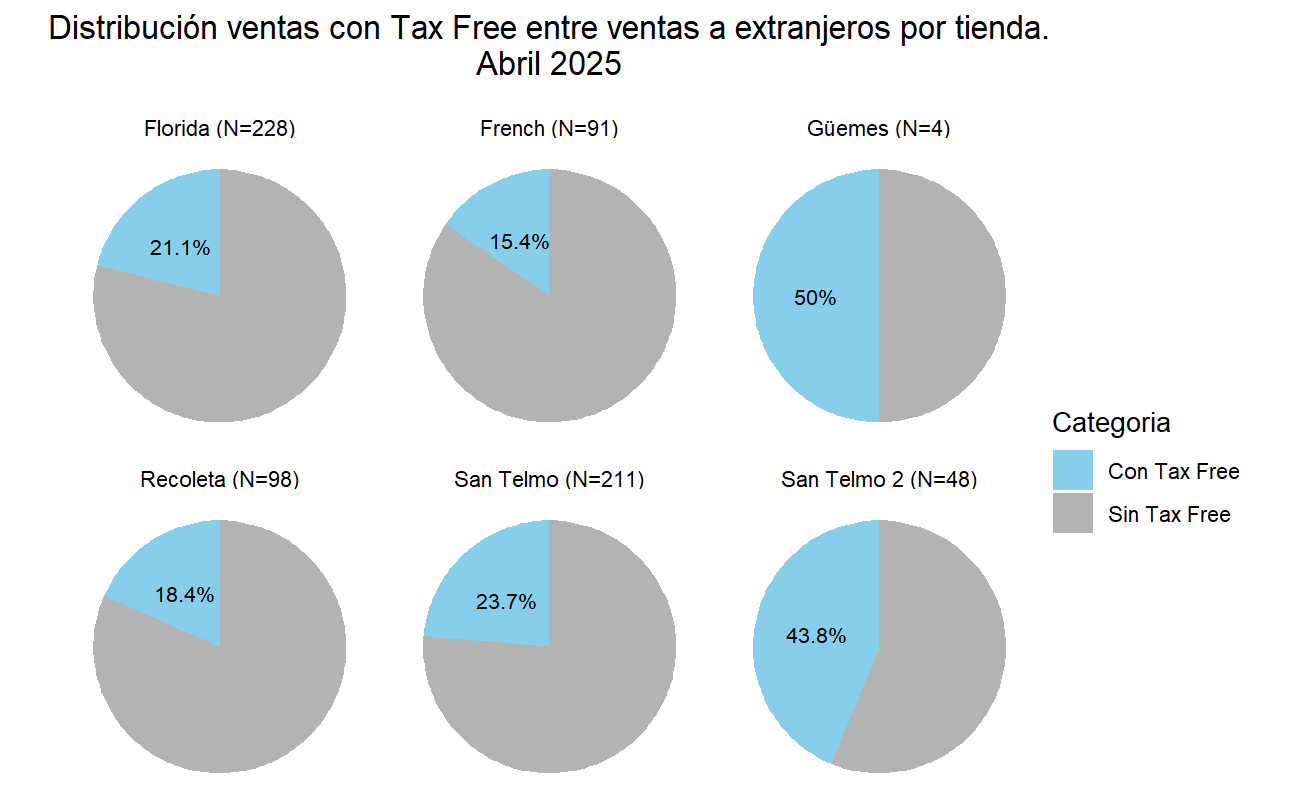 Distribución ventas con Tax Free entre ventas a extranjeros por tienda.
Abril 2025
Florida (N=228)
French (N=91)
Güemes (N=4)
21.1%
15.4%
50%
Recoleta (N=98)
San Telmo (N=211)
San Telmo 2 (N=48)
18.4%
23.7%
43.8%
Categoria
Con Tax Free
Sin Tax Free